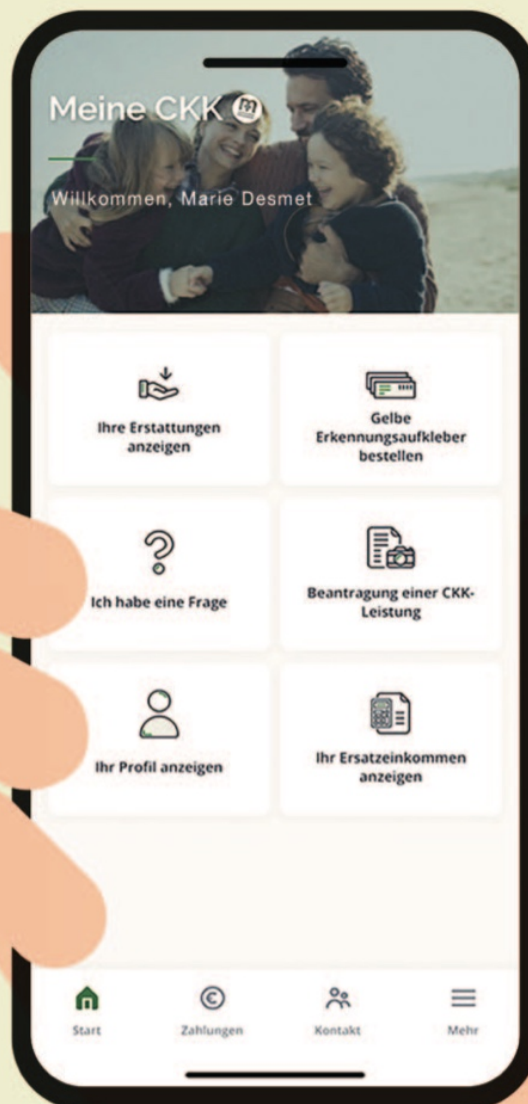 Meine CKK
Willkommen, Marie Desmet
Ihre Erstattungen
anzeigen
Gelbe
Erkennungsaufkleber
bestellen
Ich habe eine Frage
Beantragung einer CKK-
Leistung
Ihr Profil anzeigen
Ihr Ersatzeinkommen
anzeigen
Start
Zahlungen
Kontakt
Mehr